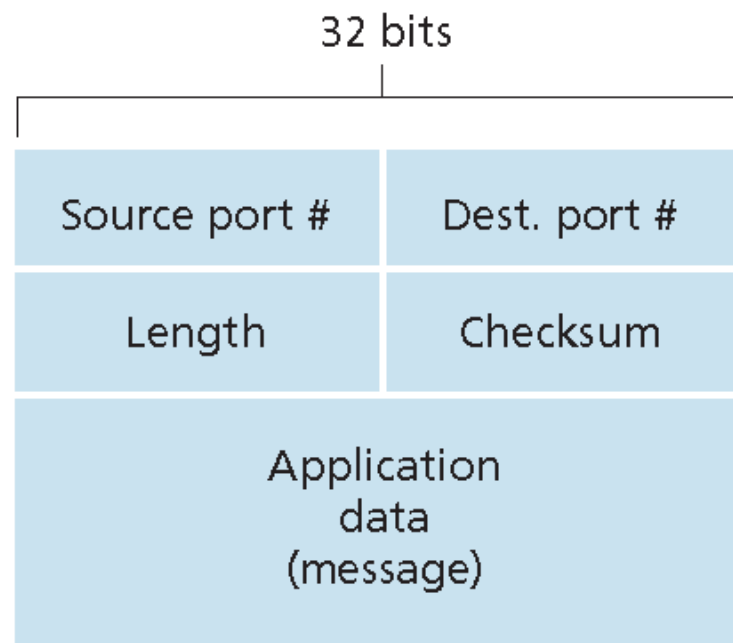 32 bits
Source port #
Dest. port #
Length
Checksum
Application
data
(message)